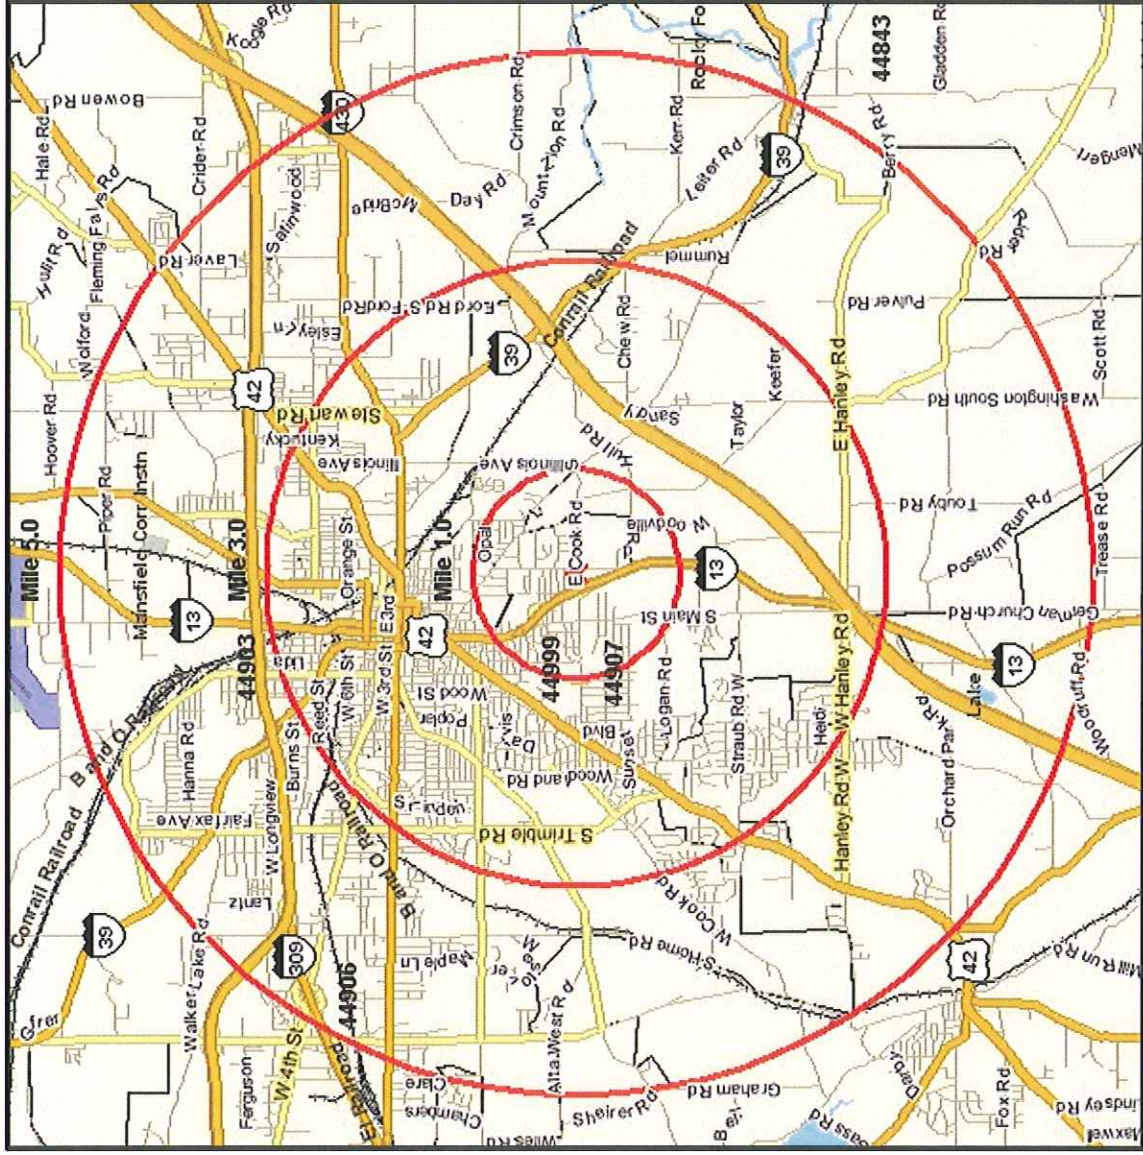 Kogle Rd
Bowen Rd
Hale Rd
Crider Rd
430
Crimson Rd
Mount Zion Rd
Kerr Rd
44843
Gladden Rd
Fleming Falls Rd
Satinwood
McBride
Day Rd
Leiter Rd
39
Berry Rd
Mengert
Laver Rd
Rummel
Rider
Rd
Wolford
Esley Ln
Ford Rd S
Ford Rd
Conrail Railroad
Pulver Rd
39
Chew Rd
Keefer
Scott Rd
Hoover Rd
42
Stewart Rd
Kentucky
Sandy
Taylor
E Hanley Rd
Washington South Rd
Piper Rd
Illinois Ave
Illinois Ave
S Illinois Ave
Hull Rd
Mansfield Corr Instn
Mile 5.0
Mile 3.0
Mile 1.0
Orange St
Opal
E Cook Rd
Woodville
Rd
Touby Rd
Possum Run Rd
Trease Rd
13
E 3rd
42
13
S Main St
German Church Rd
44903
Lida
44999
44907
W Hanley Rd
13
B and O Railroad
Reed St
W 6th St
W 3rd St
Wood St
Logan Rd
Lake
Woodruff Rd
Hanna Rd
Burns St
Poplar
Davis
Blvd
Sunset
Straub Rd W
Heidi
Hanley Rd W
Orchard Park Rd
Conrail Railroad
Fairfax Ave
W Longview
B and O Railroad
S Trimble Rd
Woodland Rd
39
Lantz
W Cook Rd
Walker Lake Rd
309
Maple Ln
S Home Rd
42
Mill Run Rd
44906
W 4th St
Alta West Rd
Ferguson
El Railroad
Clare
Chambers
Graham Rd
Darby
Sheirer Rd
Fox Rd
Wiles Rd
Bell
Lindsey Rd
Maxwell